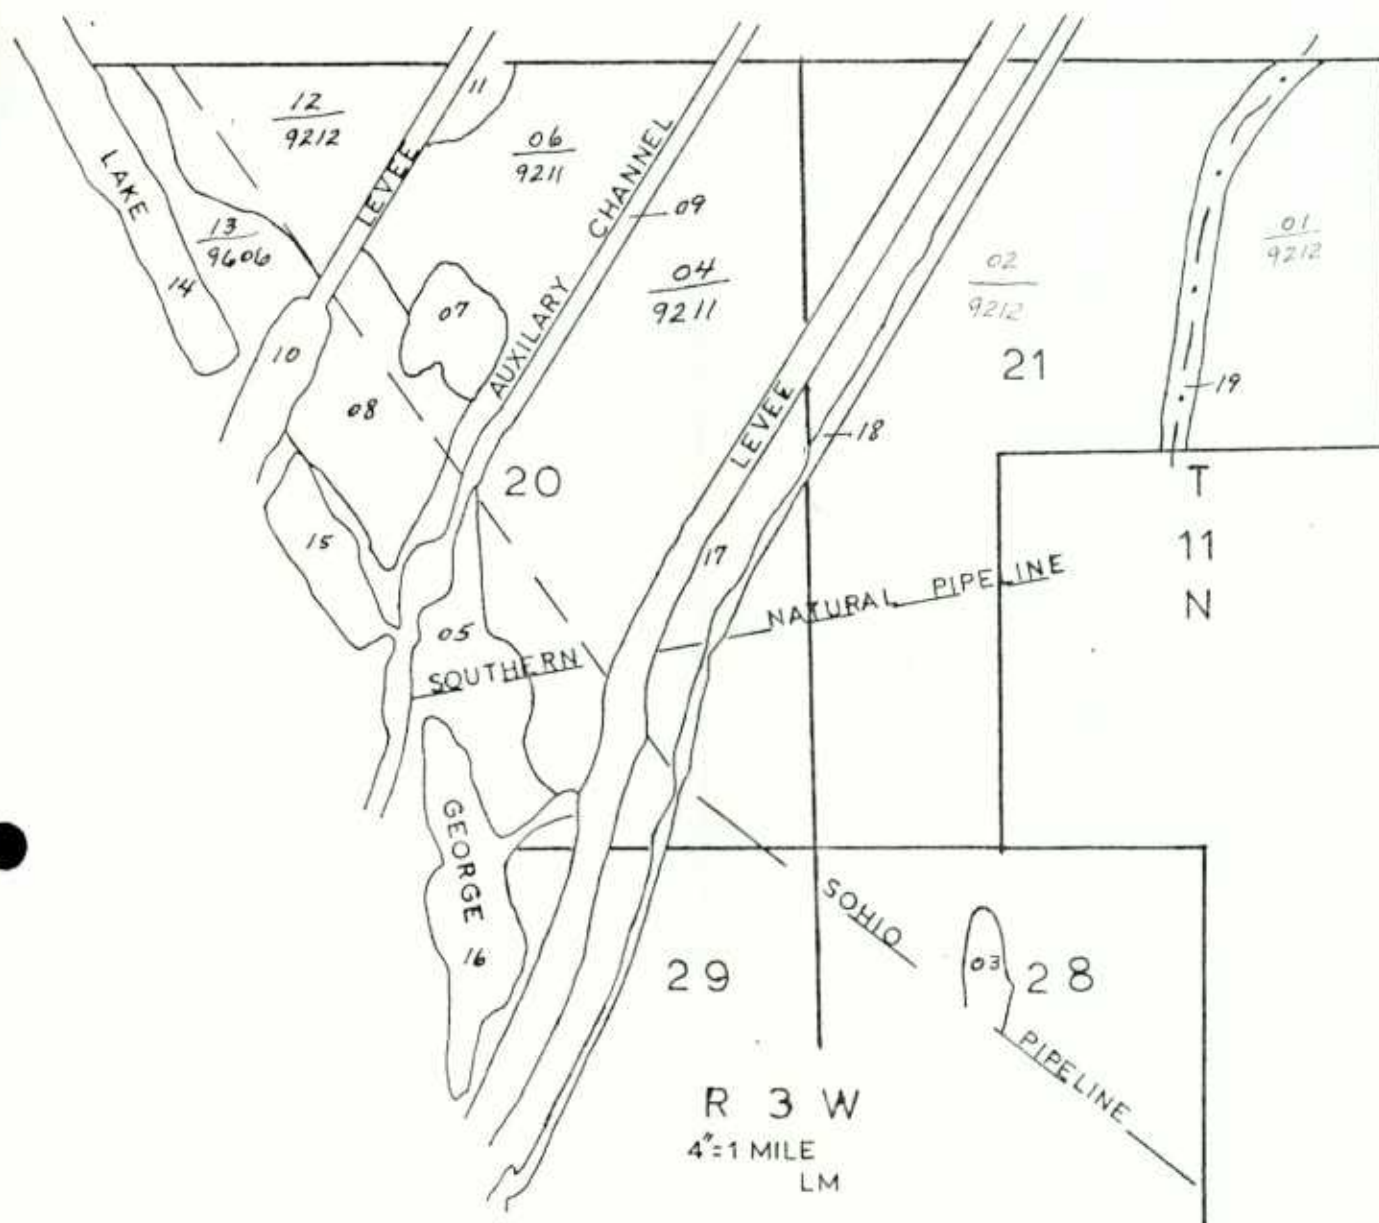 11
12
9212
06
9211
LAKE
LEVEE
CHANNEL
09
13
9606
01
9212
04
9211
02
9212
14
07
AUXILARY
10
21
19
08
LEVEE
18
20
T
11
N
15
17
NATURAL PIPELINE
05
SOUTHERN
GEORGE
SOHIO
16
29
03
28
PIPELINE
R 3 W
4"=1 MILE
LM